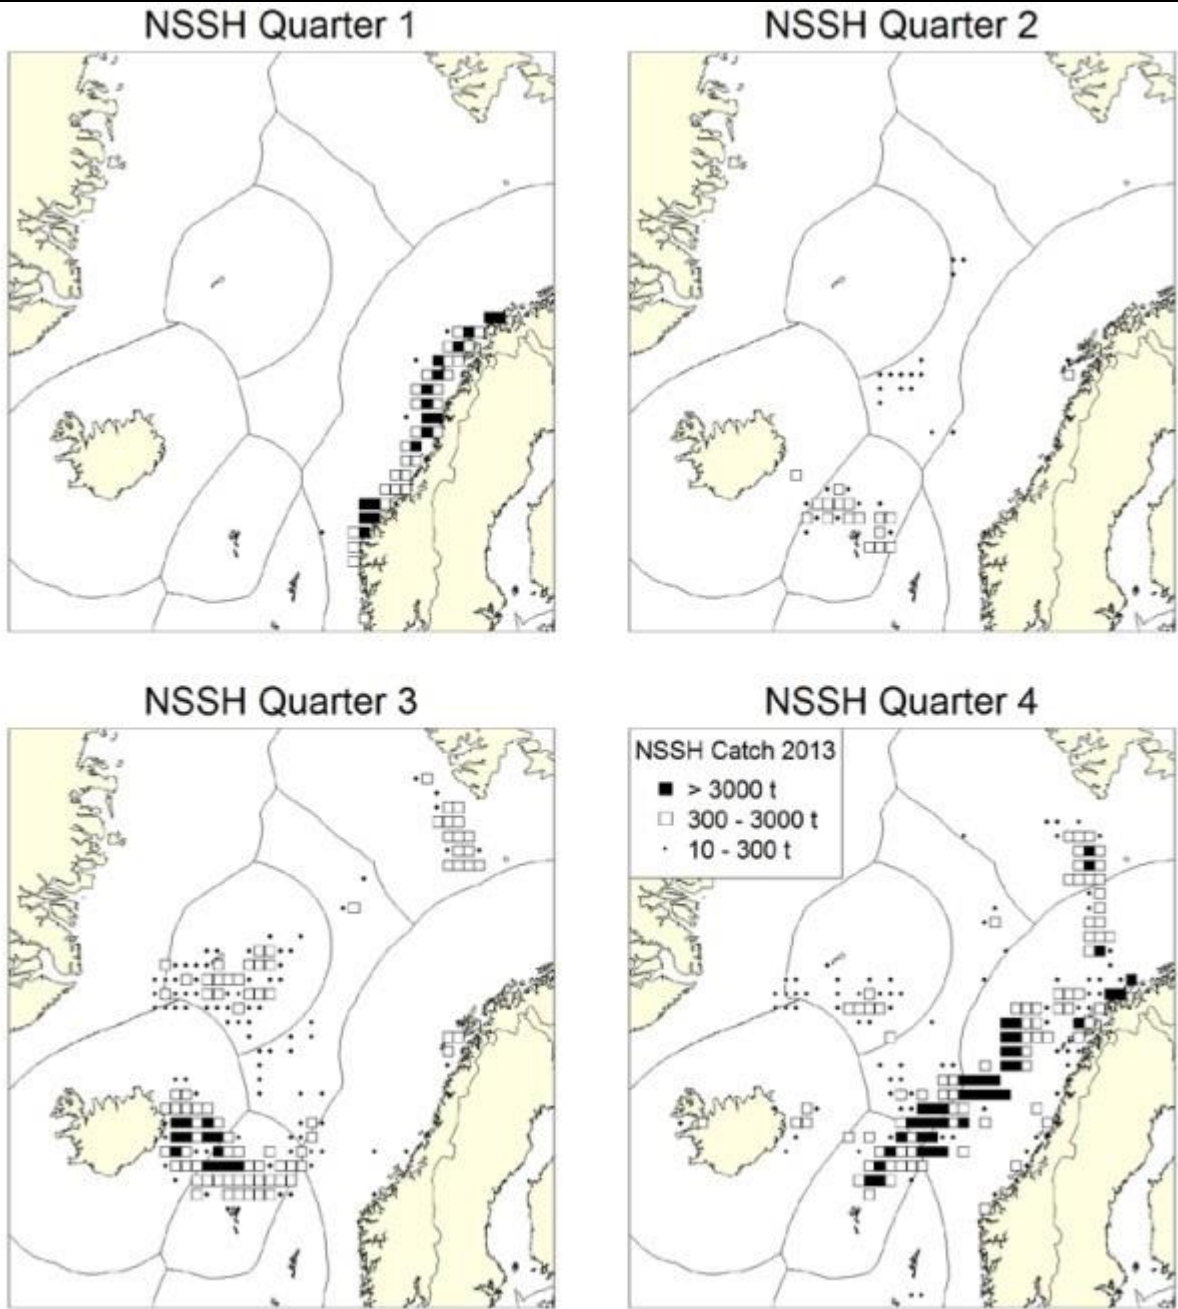 NSSH Quarter 1
NSSH Quarter 2
NSSH Quarter 3
NSSH Quarter 4
NSSH Catch 2013
> 3000 t
300 - 3000 t
10 - 300 t